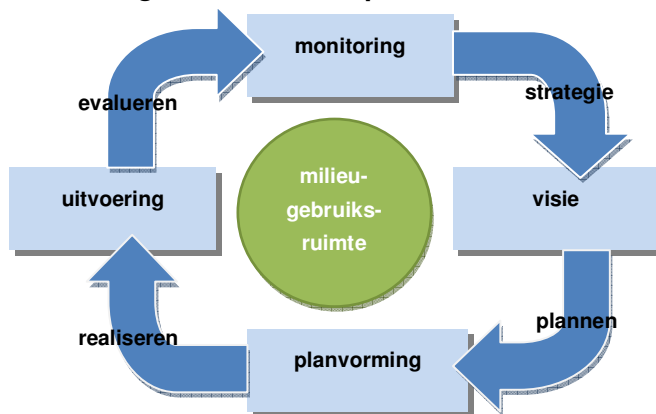 monitoring
evalueren
strategie
milieu-
gebruiks-
ruimte
uitvoering
visie
realiseren
plannen
planvorming